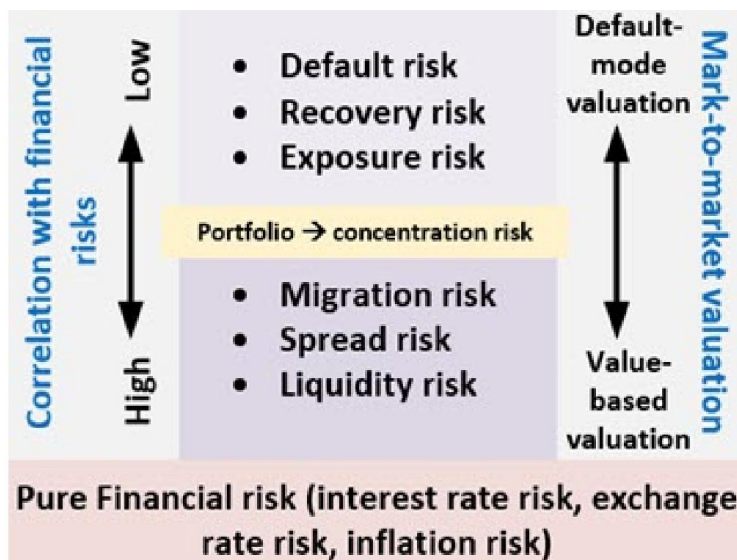 Correlation with financial
risks
Low
High
• Default risk
• Recovery risk
• Exposure risk
Portfolio → concentration risk
• Migration risk
• Spread risk
• Liquidity risk
Default-
mode
valuation
Value-
based
valuation
Mark-to-market valuation
Pure Financial risk (interest rate risk, exchange
rate risk, inflation risk)